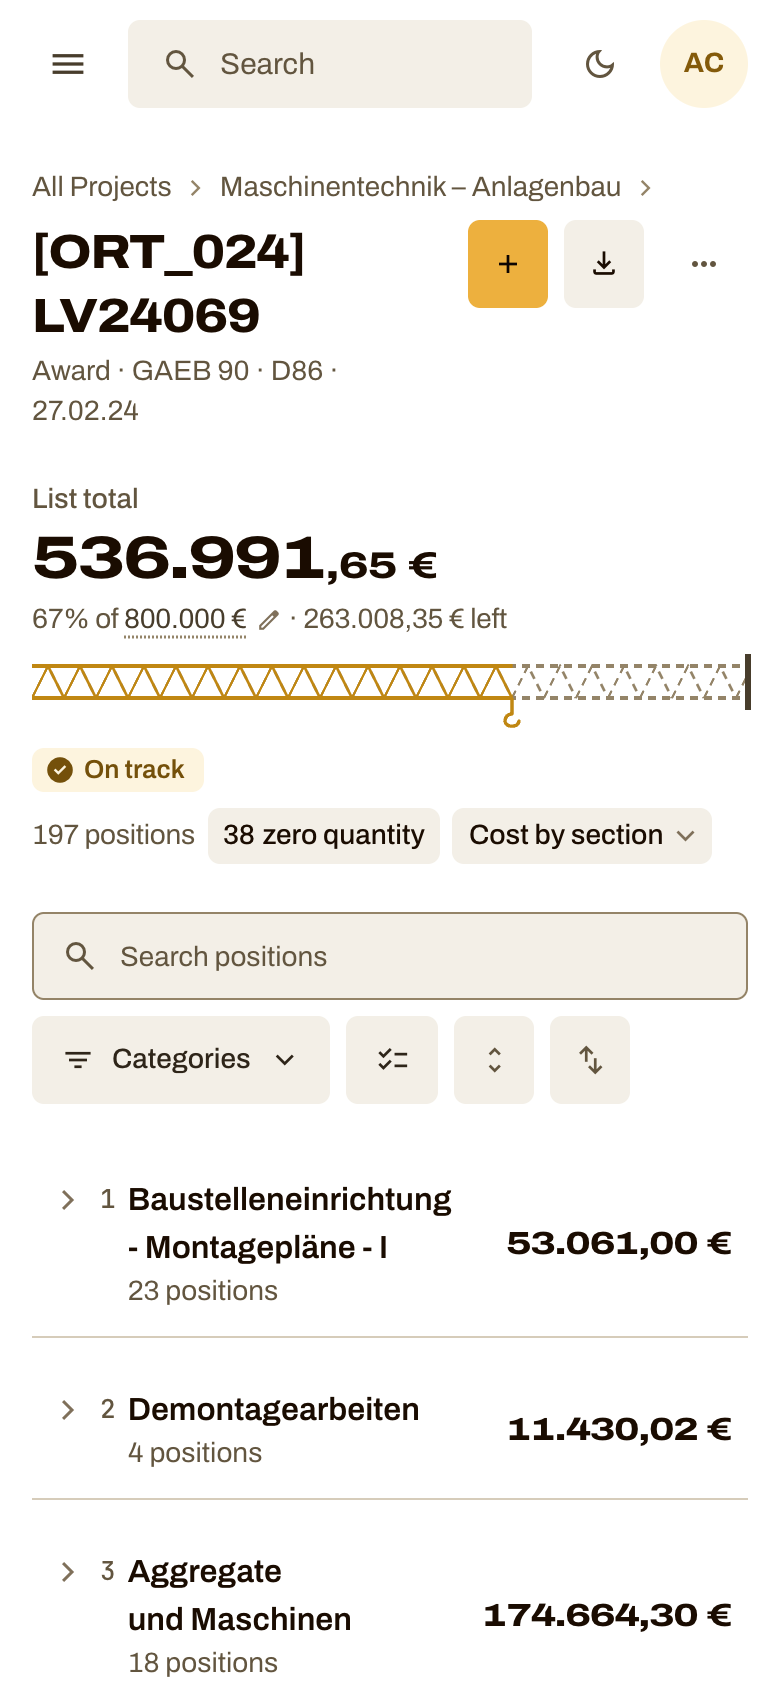 Search
AC
All Projects
Maschinentechnik – Anlagenbau
[ORT_024]
LV24069
Award · GAEB 90 · D86 ·
27.02.24
List total
536.991,65 €
67% of 800.000 € · 263.008,35 € left
On track
197 positions
38 zero quantity
Cost by section
Search positions
Categories
1 Baustelleneinrichtung
- Montagepläne - I
53.061,00 €
23 positions
2 Demontagearbeiten
11.430,02 €
4 positions
3 Aggregate
und Maschinen
174.664,30 €
18 positions